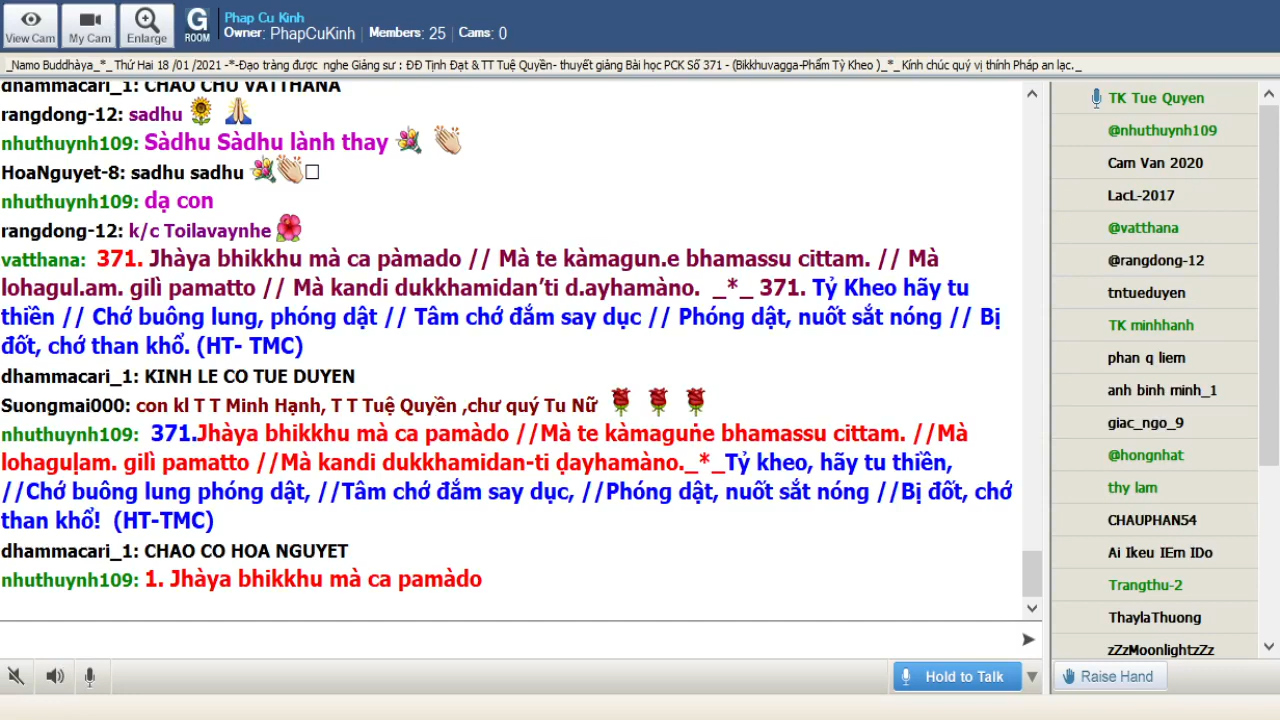 View Cam
My Cam
Enlarge
G
ROOM
Phap Cu Kinh
Owner: PhapCuKinh | Members: 25 | Cams: 0
_Namo Buddhàya_*_ Thứ Hai 18 /01 /2021 -*-Đạo tràng được nghe Giảng sư : ĐĐ Tịnh Đạt & TT Tuệ Quyền- thuyết giảng Bài học PCK Số 371 - (Bikkhuvagga-Phẩm Tỳ Kheo )_*_ Kính chúc quý vị thính Pháp an lạc._
dhammacari_1: CHAO CHU VATTHANA
rangdong-12: sadhu
nhuthuynh109: Sàdhu Sàdhu lành thay
HoaNguyet-8: sadhu sadhu
nhuthuynh109: dạ con
rangdong-12: k/c Toilavaynhe
vatthana: 371. Jhàya bhikkhu mà ca pàmado // Mà te kàmagun.e bhamassu cittam. // Mà
lohagul.am. gilì pamatto // Mà kandi dukkhamidan’ti d.ayhamàno. _*_ 371. Tỷ Kheo hãy tu
thiền // Chớ buông lung, phóng dật // Tâm chớ đắm say dục // Phóng dật, nuốt sắt nóng // Bị
đốt, chớ than khổ. (HT- TMC)
dhammacari_1: KINH LE CO TUE DUYEN
Suongmai000: con kl T T Minh Hạnh, T T Tuệ Quyền ,chư quý Tu Nữ
nhuthuynh109: 371.Jhàya bhikkhu mà ca pamàdo //Mà te kàmaguṅe bhamassu cittam. //Mà
lohaguḷam. gilì pamatto //Mà kandi dukkhamidan-ti ḍayhamàno._*_Tỷ kheo, hãy tu thiền,
//Chớ buông lung phóng dật, //Tâm chớ đắm say dục, //Phóng dật, nuốt sắt nóng //Bị đốt, chớ
than khổ! (HT-TMC)
dhammacari_1: CHAO CO HOA NGUYET
nhuthuynh109: 1. Jhàya bhikkhu mà ca pamàdo
TK Tue Quyen
@nhuthuynh109
Cam Van 2020
LacL-2017
@vatthana
@rangdong-12
tntueduyen
TK minhhanh
phan q liem
anh binh minh_1
giac_ngo_9
@hongnhat
thy lam
CHAUPHAN54
Ai Ikeu IEm IDo
Trangthu-2
ThaylaThuong
zZzMoonlightzZz
Hold to Talk
Raise Hand